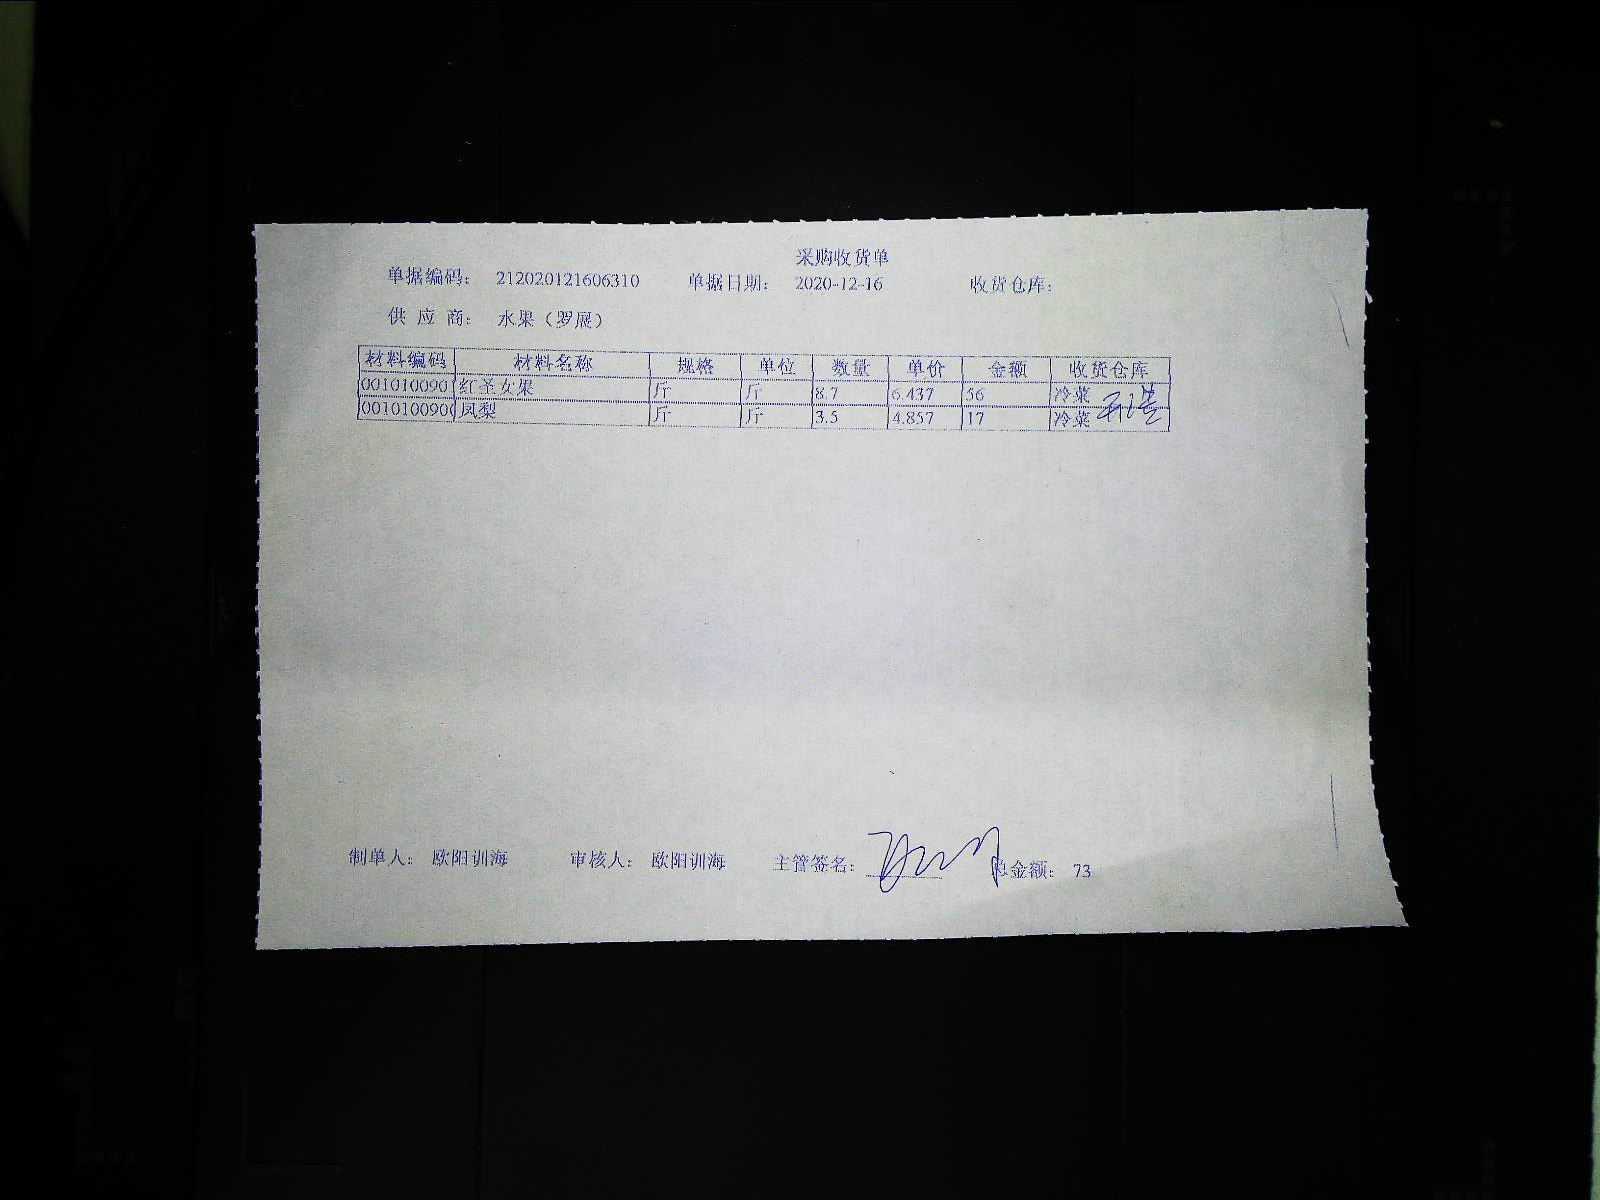 采购收货单
单据编码： 212020121606310 单据日期： 2020-12-16 收货仓库：
供 应 商： 水果（罗展）
材料编码 材料名称 规格 单位 数量 单价 金额 收货仓库
001010090 红圣女果 斤 斤 8.7 6.437 56 冷菜
001010090 凤梨 斤 斤 3.5 4.857 17 冷菜
制单人： 欧阳训海 审核人： 欧阳训海 主管签名： 总金额： 73